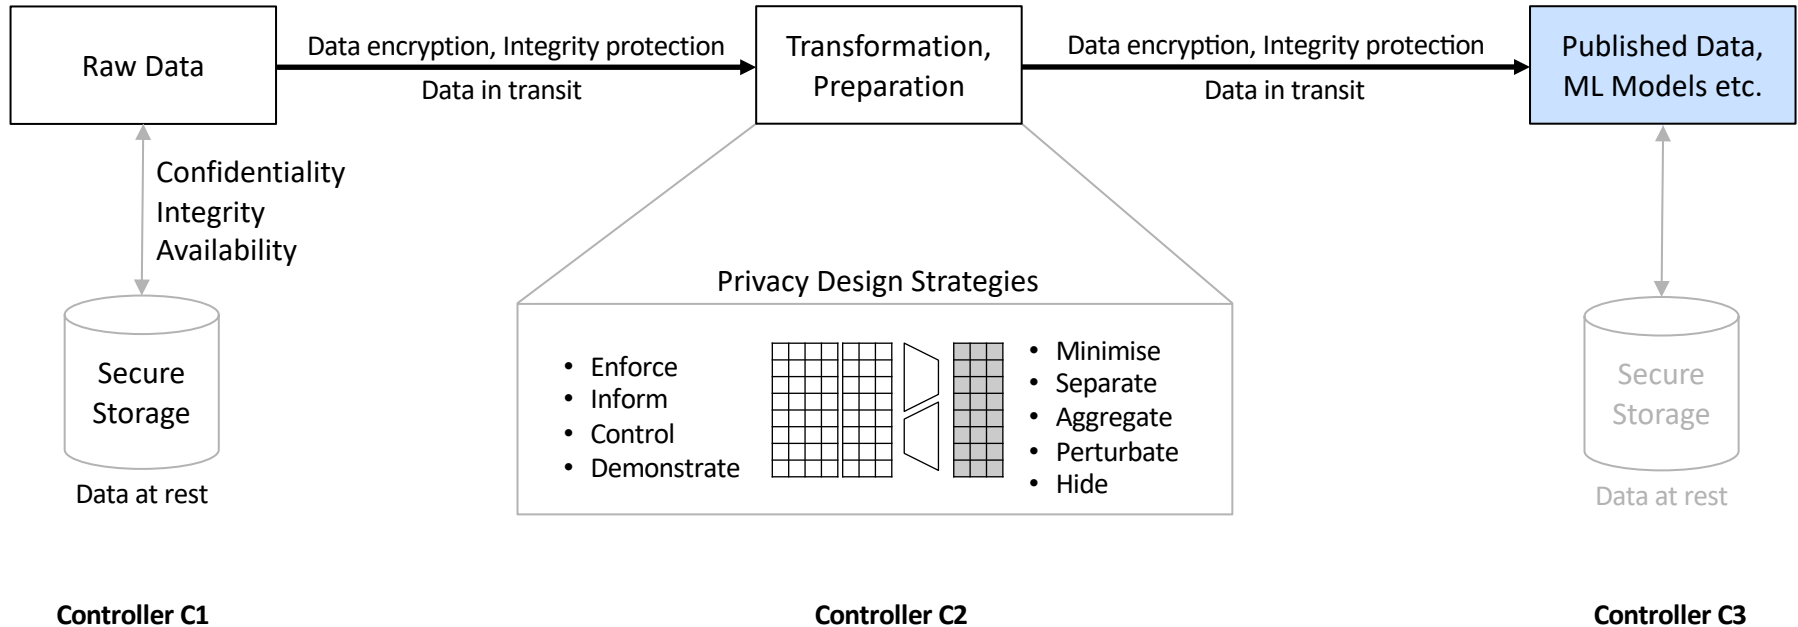 Raw Data
Data encryption, Integrity protection
Data in transit
Transformation,
Preparation
Data encryption, Integrity protection
Data in transit
Published Data,
ML Models etc.
Confidentiality
Integrity
Availability
Secure
Storage
Data at rest
Privacy Design Strategies
• Enforce
• Inform
• Control
• Demonstrate
• Minimise
• Separate
• Aggregate
• Perturbate
• Hide
Secure
Storage
Data at rest
Controller C1
Controller C2
Controller C3